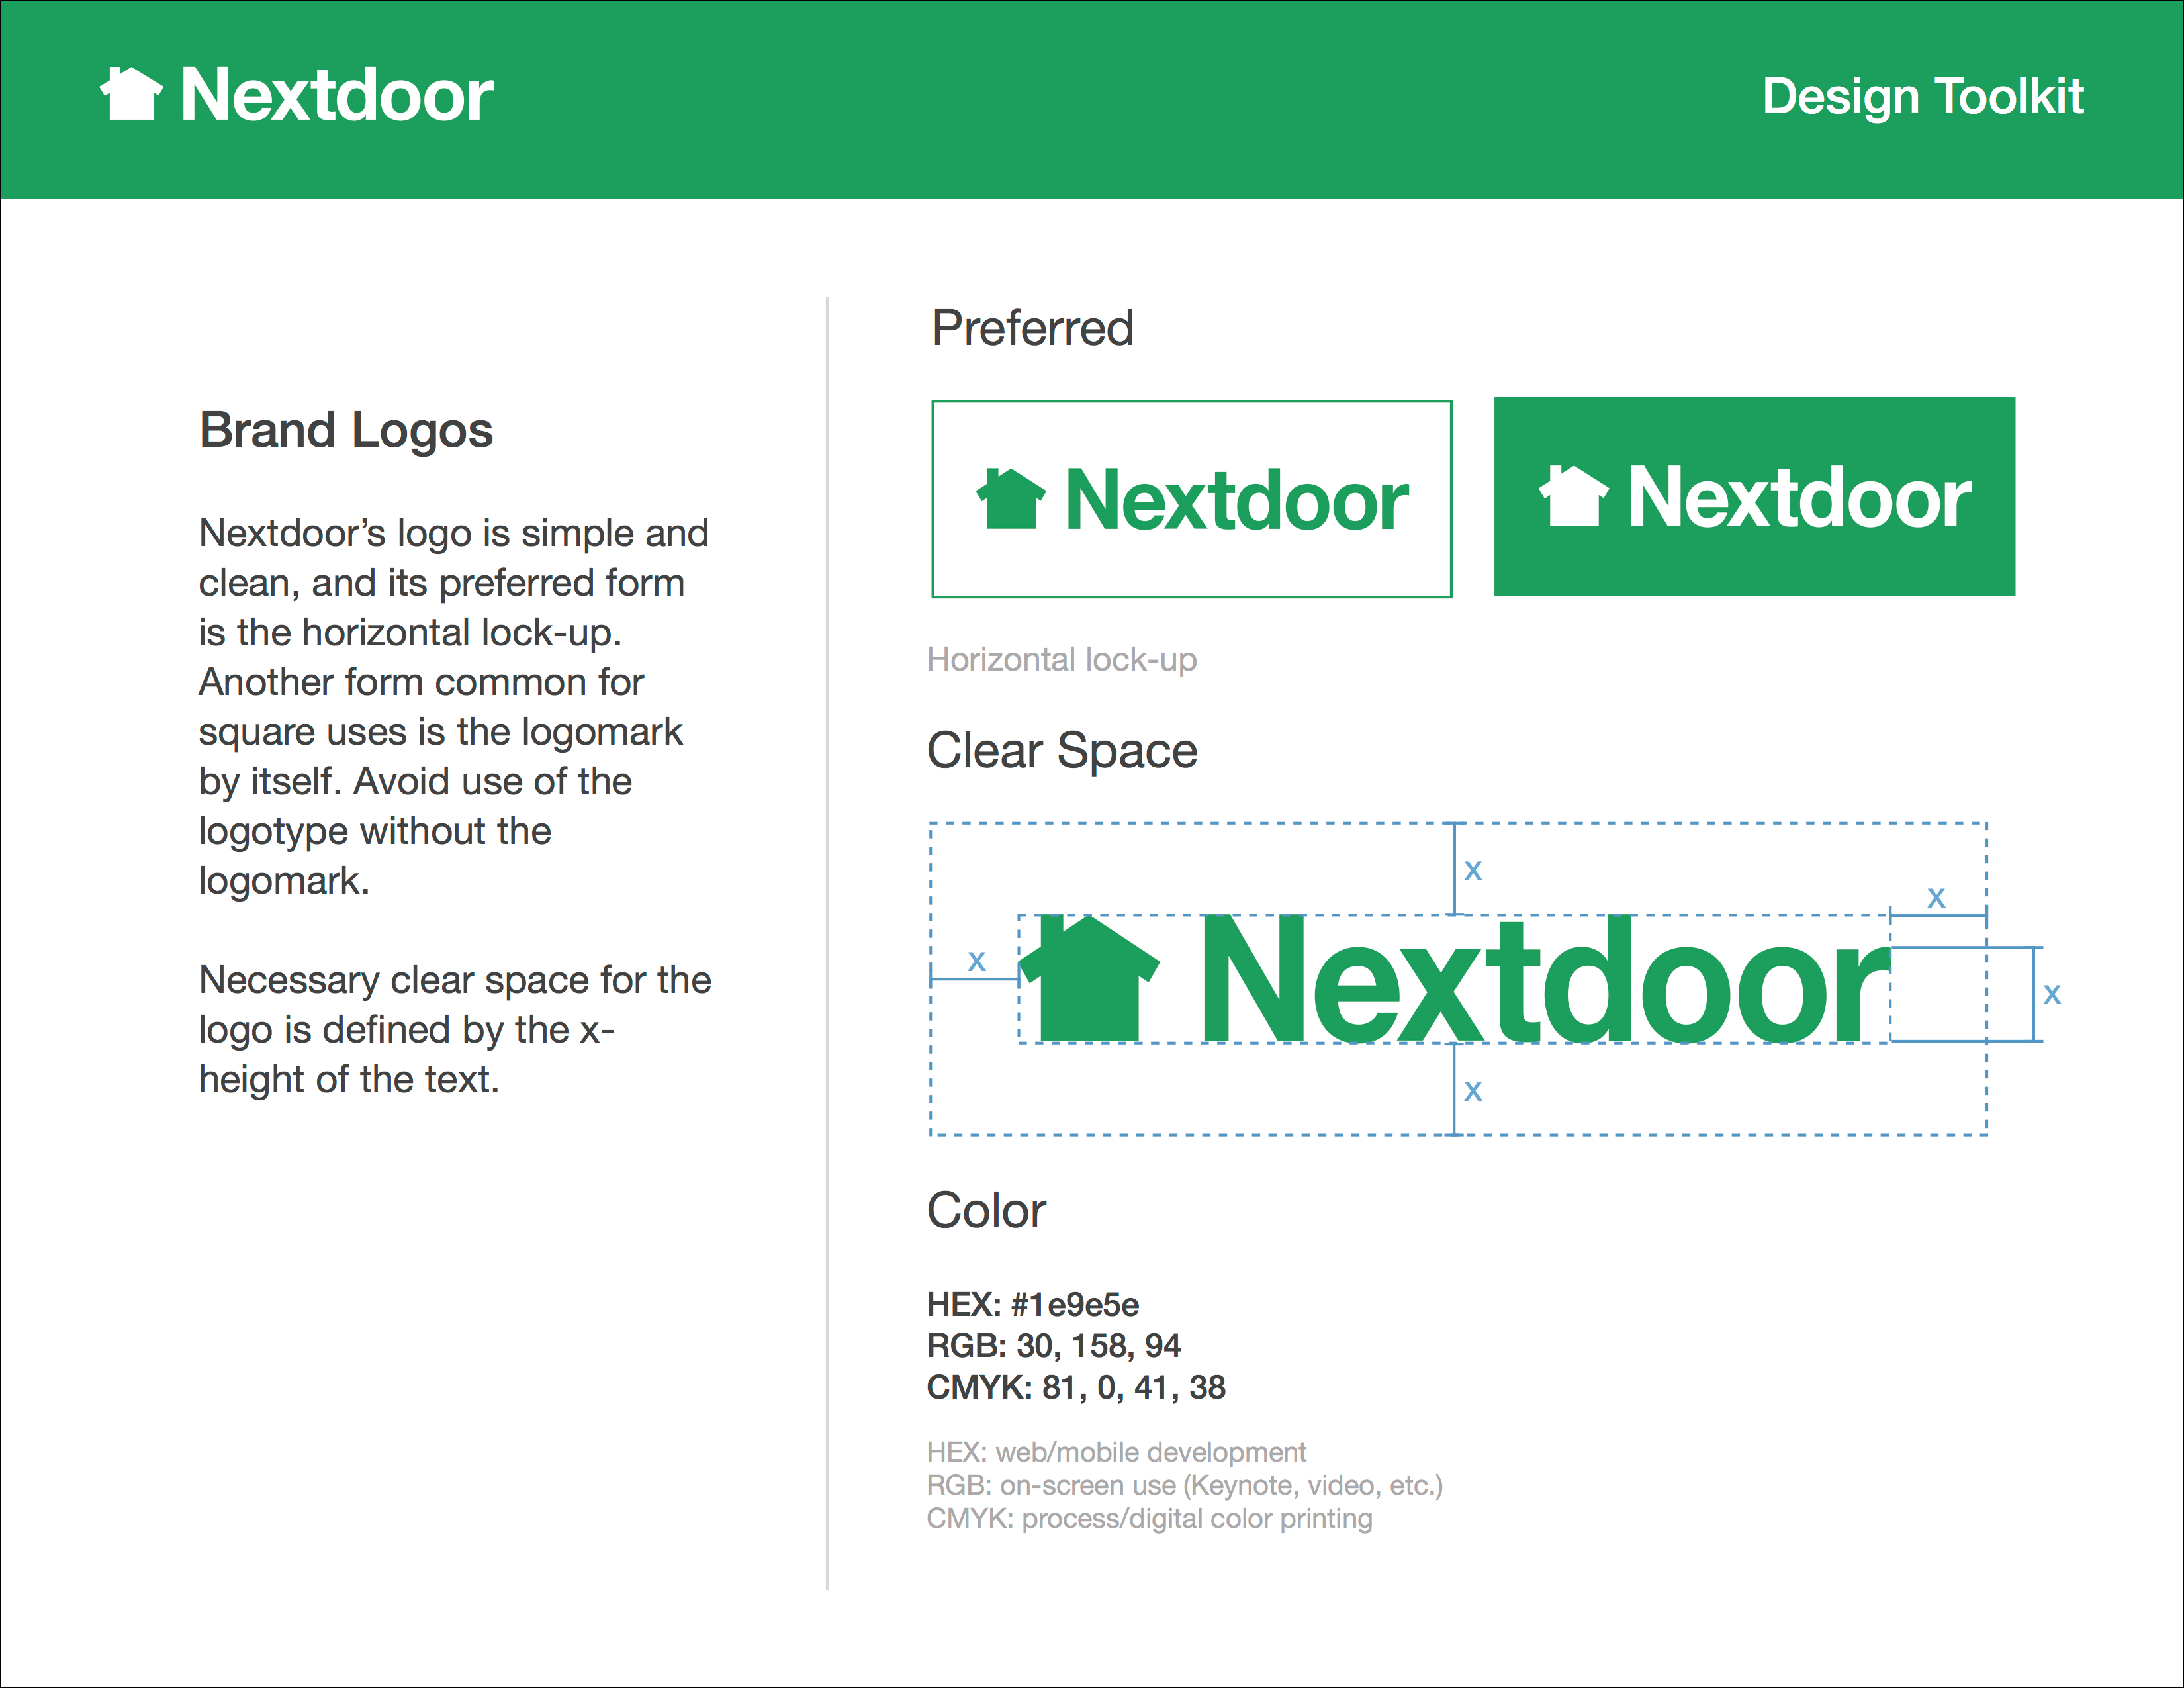 Nextdoor
Design Toolkit
Brand Logos
Nextdoor’s logo is simple and
clean, and its preferred form
is the horizontal lock-up.
Another form common for
square uses is the logomark
by itself. Avoid use of the
logotype without the
logomark.
Necessary clear space for the
logo is defined by the x-
height of the text.
Preferred
Nextdoor
Nextdoor
Horizontal lock-up
Clear Space
x
x
x
Nextdoor
x
x
Color
HEX: #1e9e5e
RGB: 30, 158, 94
CMYK: 81, 0, 41, 38
HEX: web/mobile development
RGB: on-screen use (Keynote, video, etc.)
CMYK: process/digital color printing